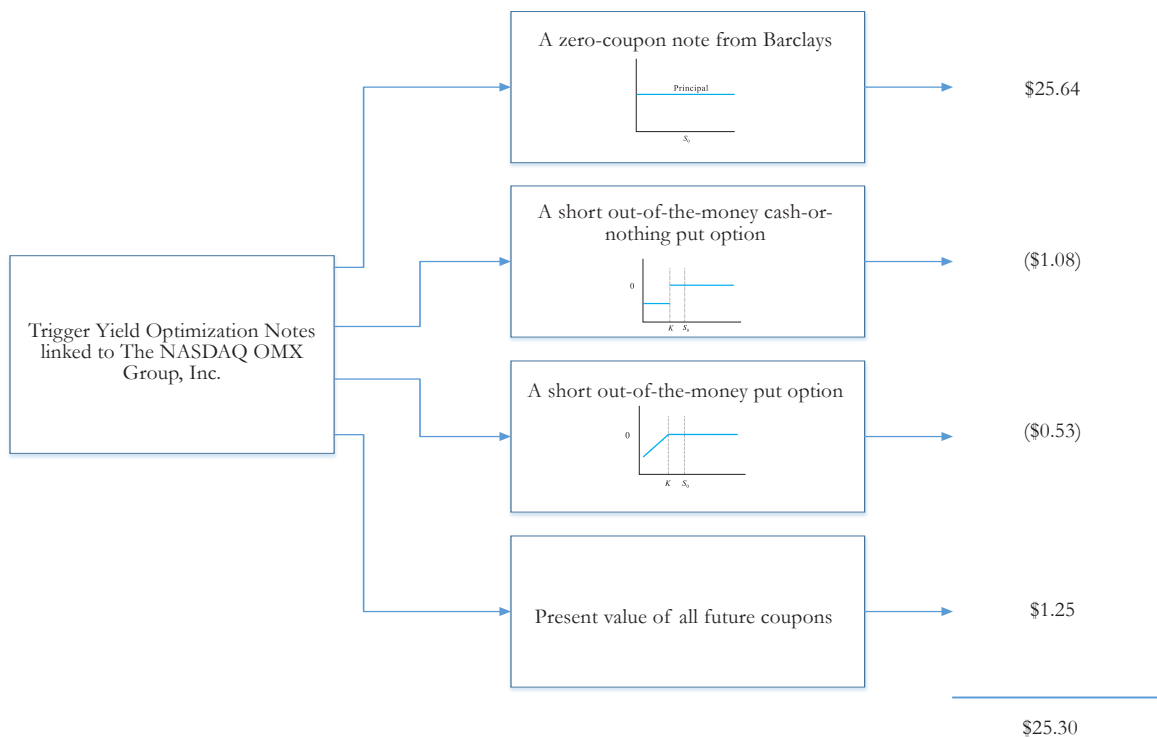 A zero-coupon note from Barclays
Principal
S₀
$25.64
A short out-of-the-money cash-or-
nothing put option
0
K S₀
($1.08)
Trigger Yield Optimization Notes
linked to The NASDAQ OMX
Group, Inc.
A short out-of-the-money put option
0
K S₀
($0.53)
Present value of all future coupons
$1.25
$25.30